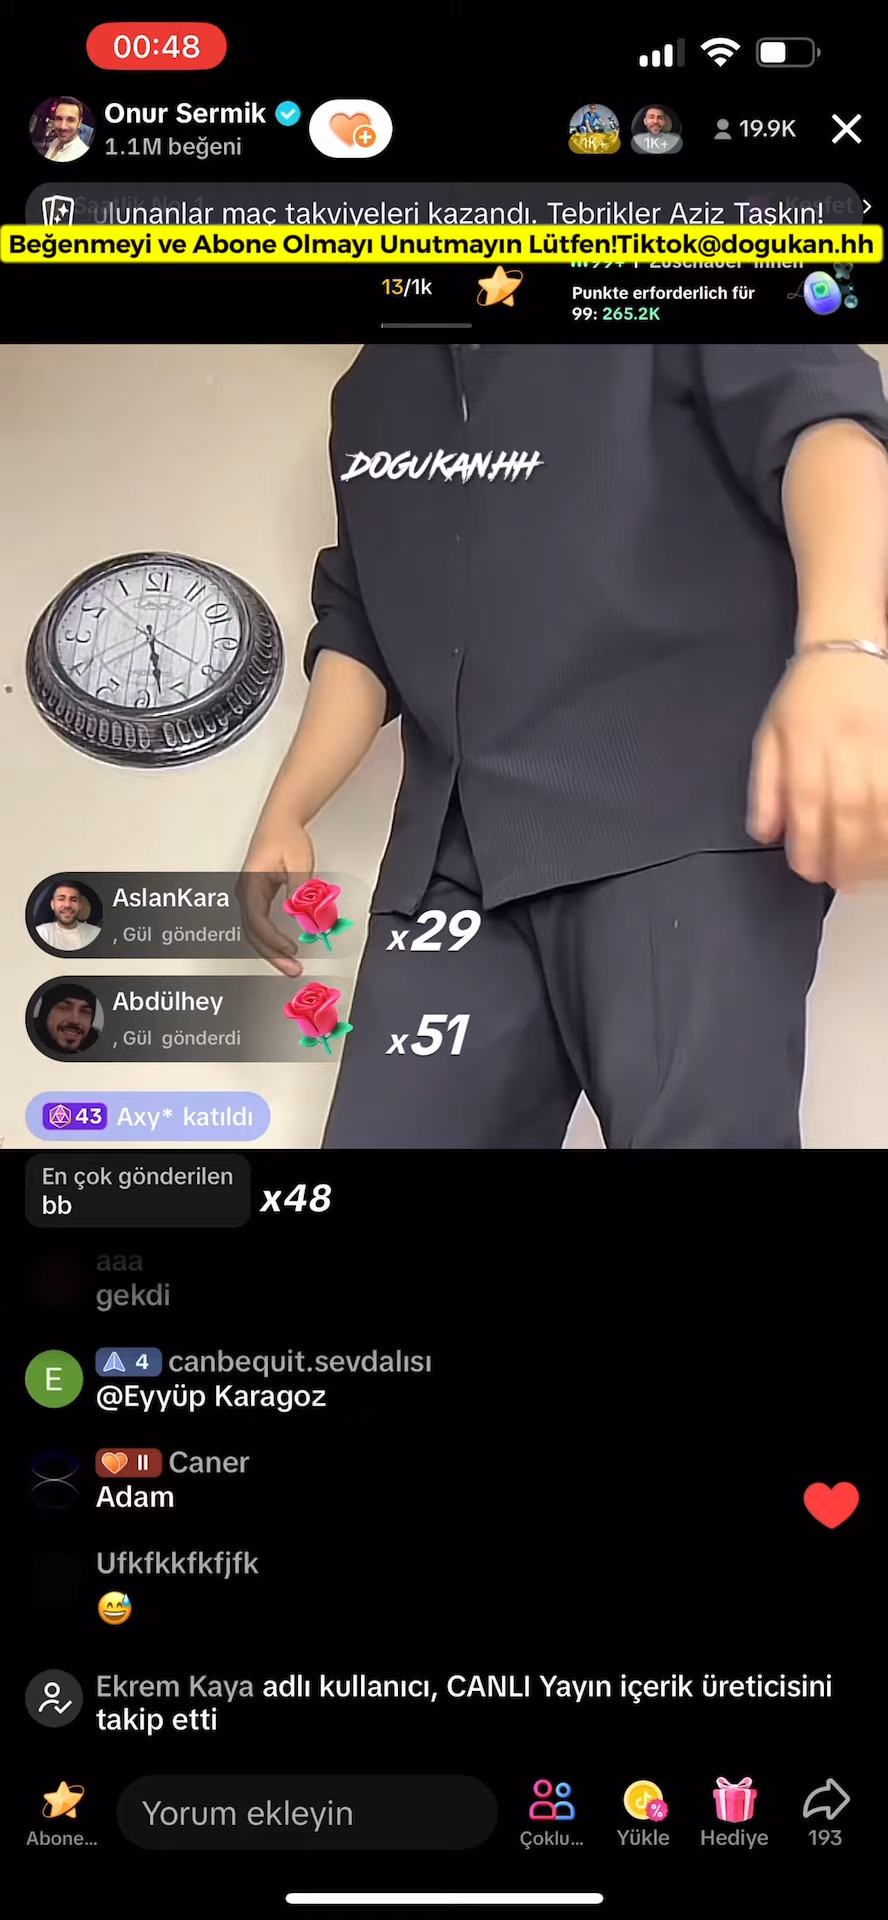 00:48
Onur Sermik
1.1M beğeni
1K+
1K+
19.9K
ulunanlar maç takviyeleri kazandı. Tebrikler Aziz Taşkın!
Beğenmeyi ve Abone Olmayı Unutmayın Lütfen!Tiktok@dogukan.hh
13/1k
Punkte erforderlich für
99: 265.2K
DOGUKAN.HH
AslanKara
, Gül gönderdi
x29
Abdülhey
, Gül gönderdi
x51
43 Axy* katıldı
En çok gönderilen
bb
x48
aaa
gekdi
E
4 canbequit.sevdalısı
@Eyyüp Karagoz
II Caner
Adam
Ufkfkkfkfjfk
😅
Ekrem Kaya adlı kullanıcı, CANLI Yayın içerik üreticisini
takip etti
Abone...
Yorum ekleyin
Çoklu...
Yükle
Hediye
193